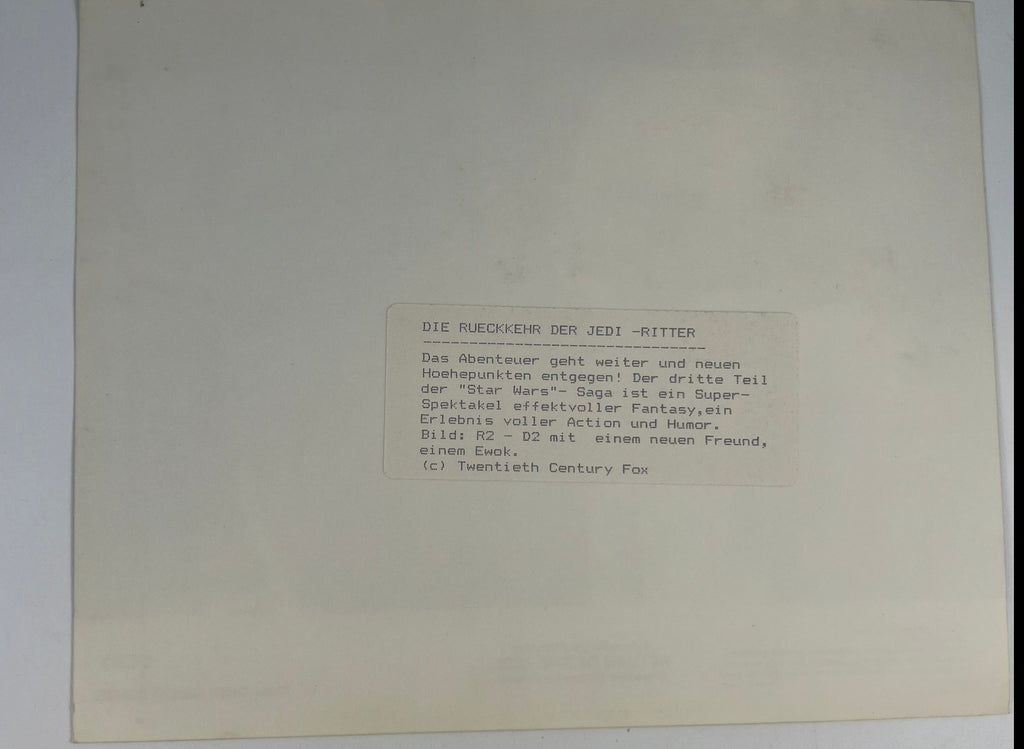 DIE RUECKKEHR DER JEDI -RITTER
-------------------------------
Das Abenteuer geht weiter und neuen
Hoehepunkten entgegen! Der dritte Teil
der "Star Wars"- Saga ist ein Super-
Spektakel effektvoller Fantasy,ein
Erlebnis voller Action und Humor.
Bild: R2 - D2 mit  einem neuen Freund,
einem Ewok.
(c) Twentieth Century Fox